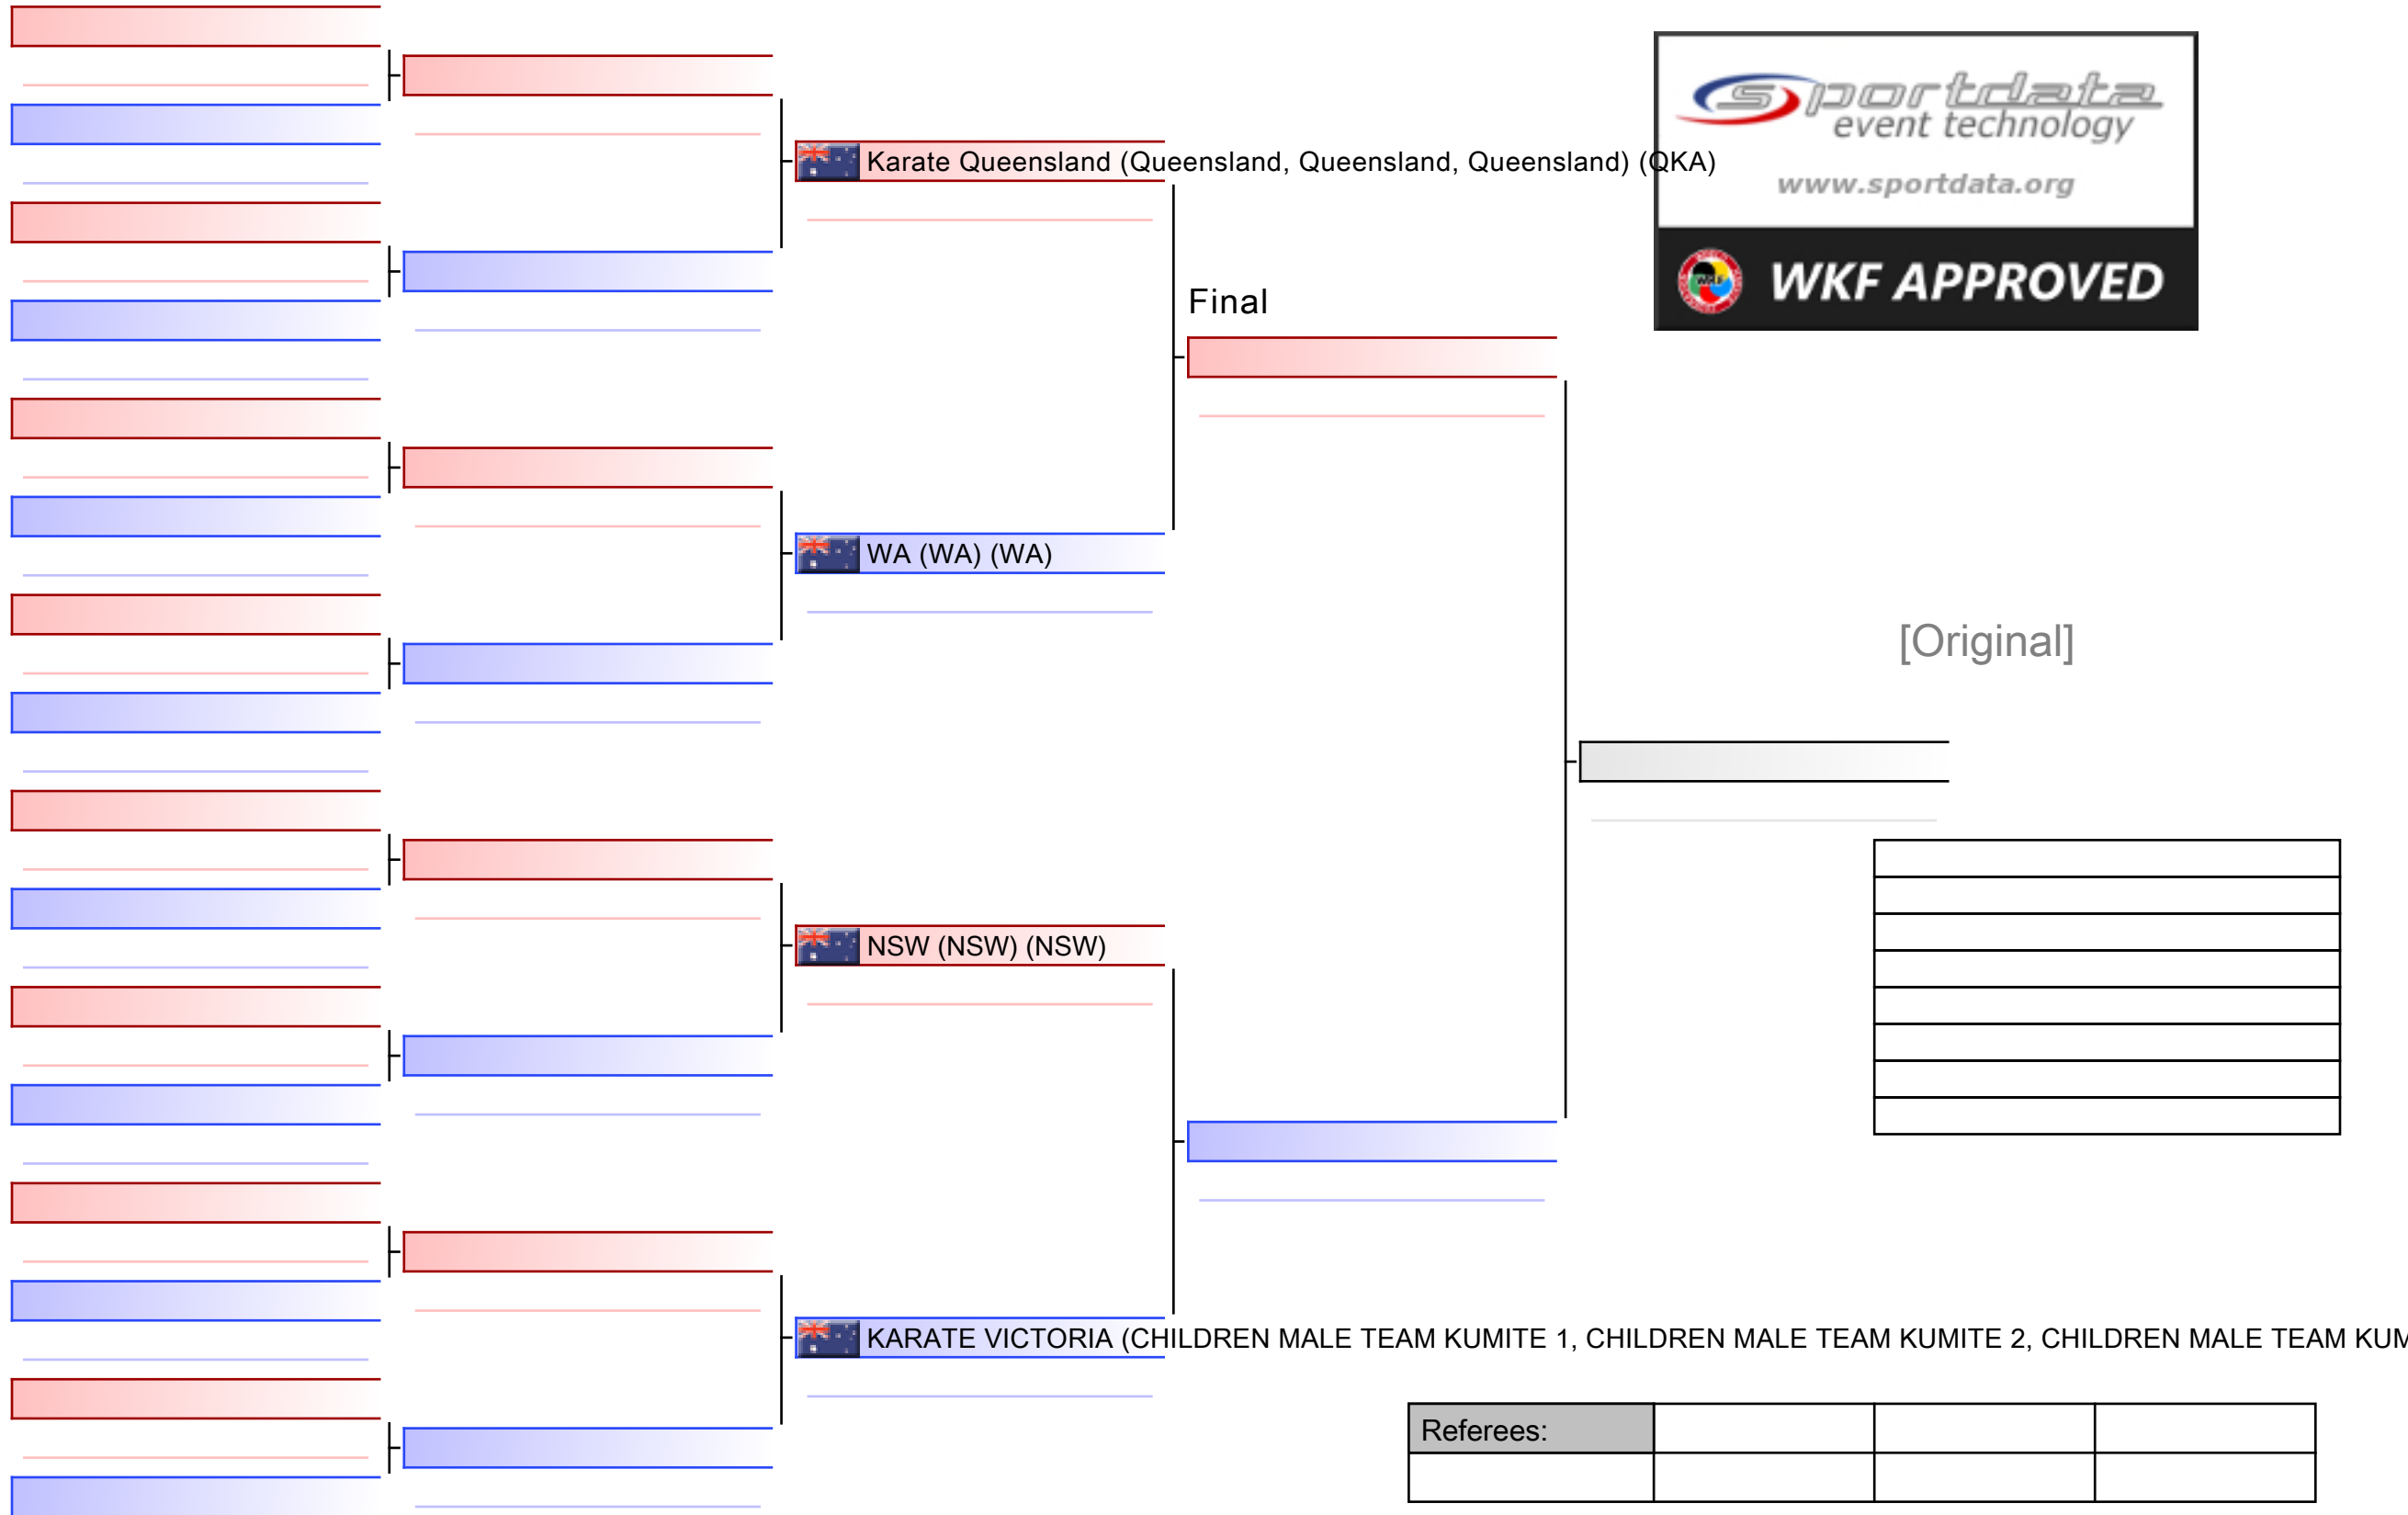 sportdata
event technology
www.sportdata.org
WKF APPROVED
Karate Queensland (Queensland, Queensland, Queensland) (QKA)
Final
WA (WA) (WA)
[Original]
NSW (NSW) (NSW)
KARATE VICTORIA (CHILDREN MALE TEAM KUMITE 1, CHILDREN MALE TEAM KUMITE 2, CHILDREN MALE TEAM
Referees: